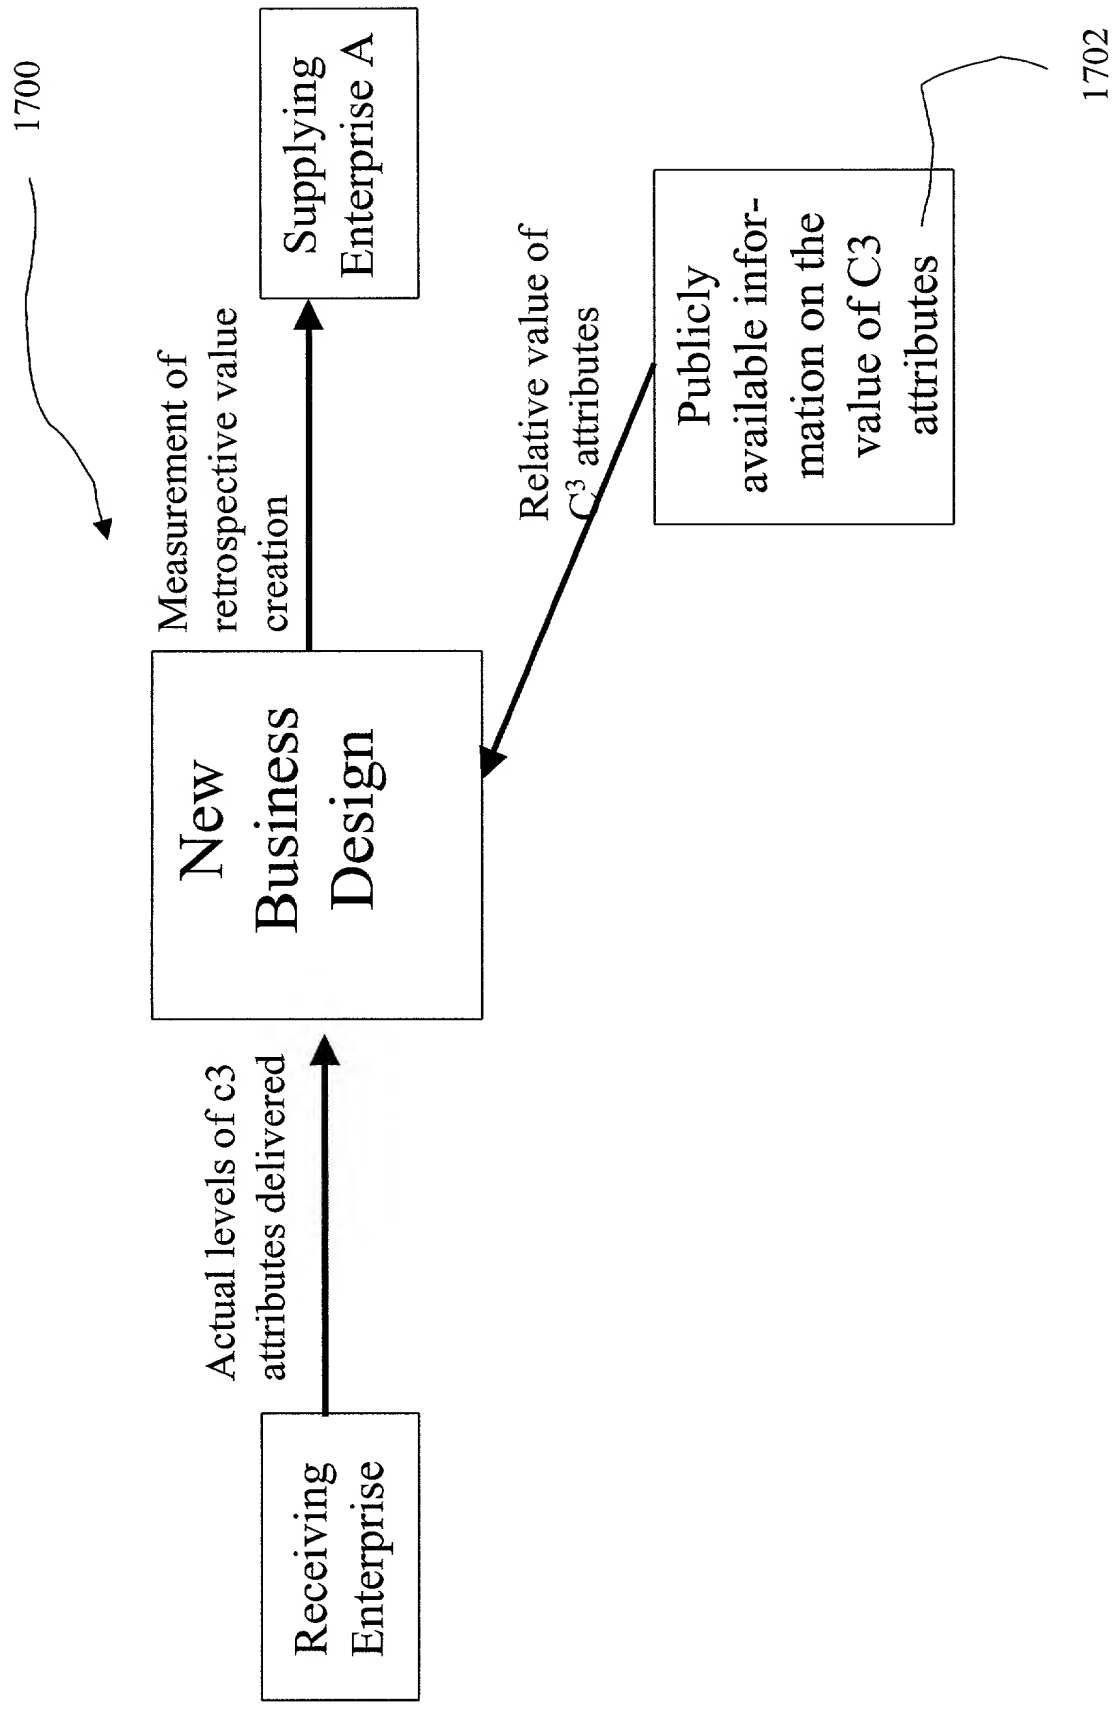 1700
Receiving
Enterprise
Actual levels of c3
attributes delivered
New
Business
Design
Measurement of
retrospective value
creation
Supplying
Enterprise A
Relative value of
C³ attributes
Publicly
available infor-
mation on the
value of C3
attributes
1702